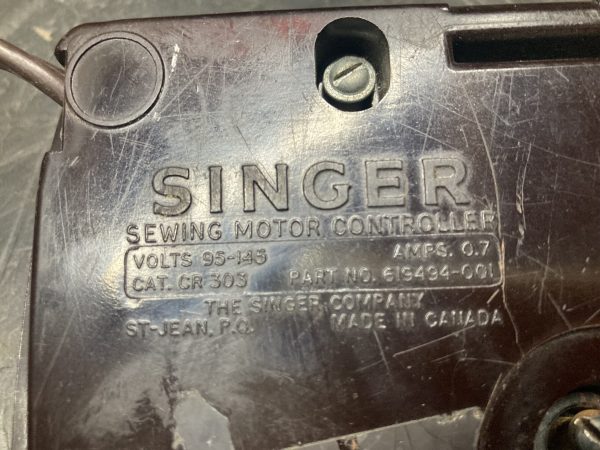 SINGER
SEWING MOTOR CONTROLLER
VOLTS 95-145 AMPS. 0.7
CAT. CR 303 PART NO. 619494-001
THE SINGER COMPANY
ST-JEAN, P.Q. MADE IN CANADA